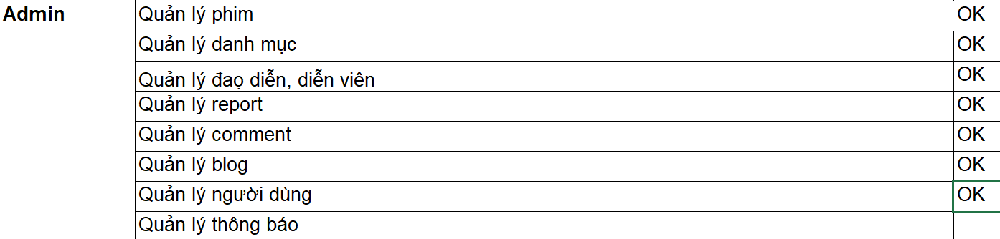 Admin Quản lý phim OK
Quản lý danh mục OK
Quản lý đaọ diễn, diễn viên OK
Quản lý report OK
Quản lý comment OK
Quản lý blog OK
Quản lý người dùng OK
Quản lý thông báo